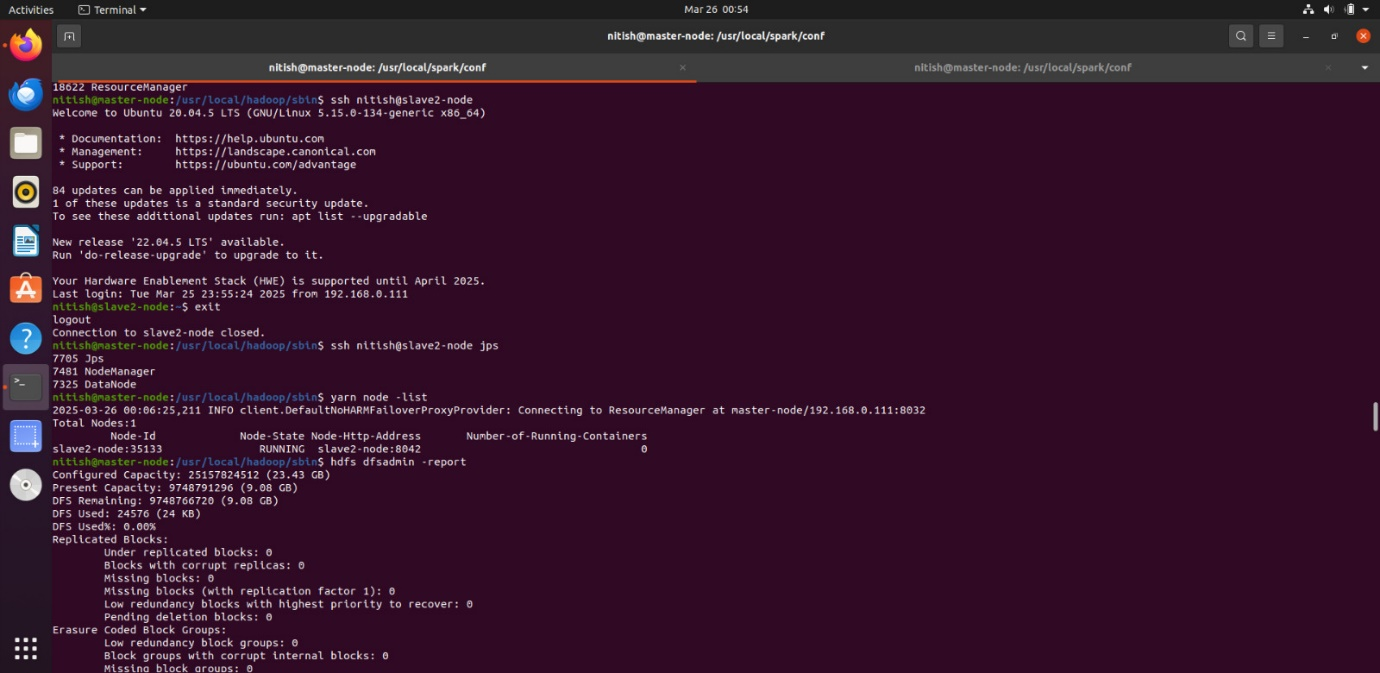 Activities
Terminal
Mar 26 00:54
nitish@master-node: /usr/local/spark/conf
nitish@master-node: /usr/local/spark/conf
nitish@master-node: /usr/local/spark/conf
18622 ResourceManager
nitish@master-node:/usr/local/hadoop/sbin$ ssh nitish@slave2-node
Welcome to Ubuntu 20.04.5 LTS (GNU/Linux 5.15.0-134-generic x86_64)
* Documentation:  https://help.ubuntu.com
* Management:     https://landscape.canonical.com
* Support:        https://ubuntu.com/advantage
84 updates can be applied immediately.
1 of these updates is a standard security update.
To see these additional updates run: apt list --upgradable
New release '22.04.5 LTS' available.
Run 'do-release-upgrade' to upgrade to it.
Your Hardware Enablement Stack (HWE) is supported until April 2025.
Last login: Tue Mar 25 23:55:24 2025 from 192.168.0.111
nitish@slave2-node:~$ exit
logout
Connection to slave2-node closed.
nitish@master-node:/usr/local/hadoop/sbin$ ssh nitish@slave2-node jps
7705 Jps
7481 NodeManager
7325 DataNode
nitish@master-node:/usr/local/hadoop/sbin$ yarn node -list
2025-03-26 00:06:25,211 INFO client.DefaultNoHARMFailoverProxyProvider: Connecting to ResourceManager at master-node/192.168.0.111:8032
Total Nodes:1
Node-Id Node-State Node-Http-Address Number-of-Running-Containers
slave2-node:35133 RUNNING slave2-node:8042 0
nitish@master-node:/usr/local/hadoop/sbin$ hdfs dfsadmin -report
Configured Capacity: 25157824512 (23.43 GB)
Present Capacity: 9748791296 (9.08 GB)
DFS Remaining: 9748766720 (9.08 GB)
DFS Used: 24576 (24 KB)
DFS Used%: 0.00%
Replicated Blocks:
Under replicated blocks: 0
Blocks with corrupt replicas: 0
Missing blocks: 0
Missing blocks (with replication factor 1): 0
Low redundancy blocks with highest priority to recover: 0
Pending deletion blocks: 0
Erasure Coded Block Groups:
Low redundancy block groups: 0
Block groups with corrupt internal blocks: 0
Missing block groups: 0